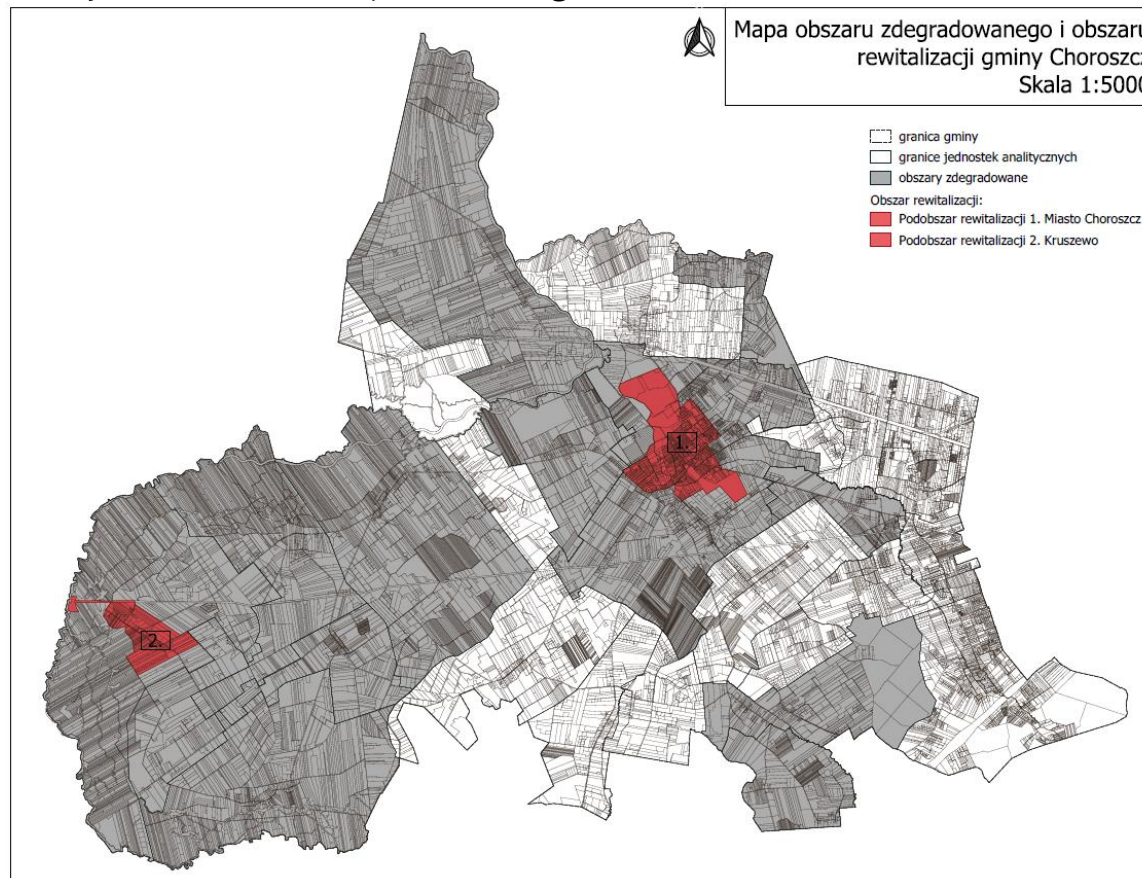 Mapa obszaru zdegradowanego i obszaru
rewitalizacji gminy Choroszcz
Skala 1:5000
granica gminy
granice jednostek analitycznych
obszary zdegradowane
Obszar rewitalizacji:
Podobszar rewitalizacji 1. Miasto Choroszcz
Podobszar rewitalizacji 2. Kruszewo
1.
2.